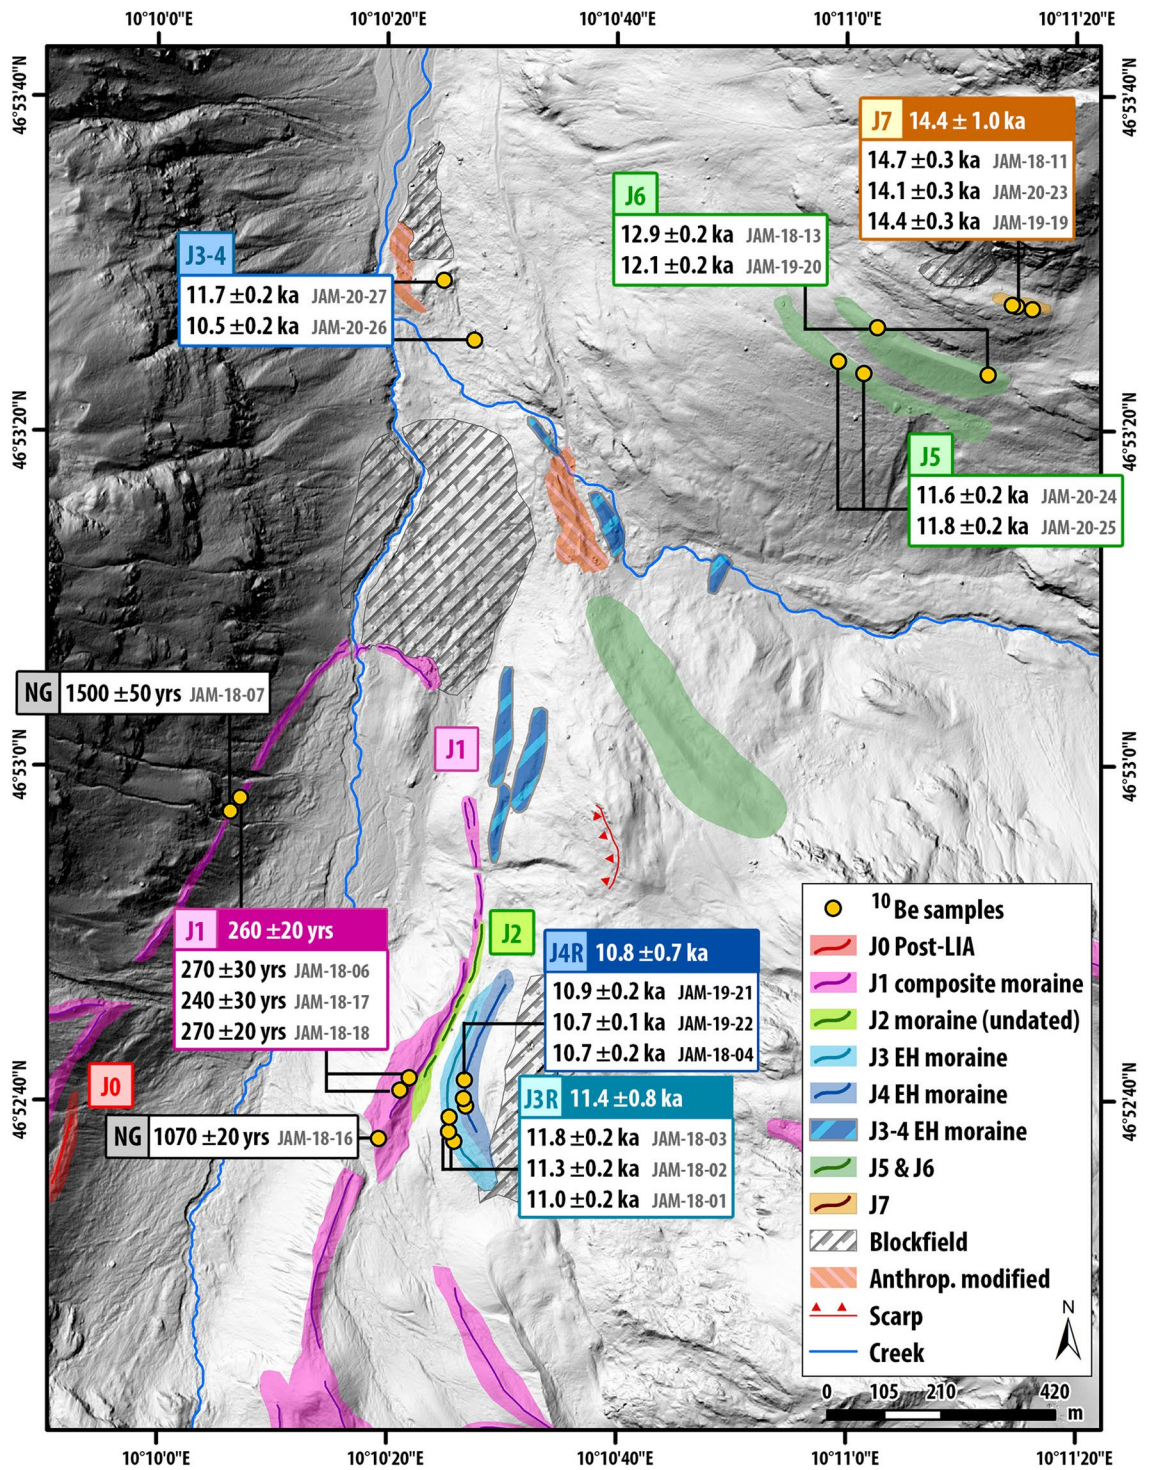 10°10'0"E
10°10'20"E
10°10'40"E
10°11'0"E
10°11'20"E
46°53'40"N
46°53'40"N
J7 14.4 ± 1.0 ka
14.7 ±0.3 ka JAM-18-11
14.1 ±0.3 ka JAM-20-23
14.4 ±0.3 ka JAM-19-19
J6
12.9 ±0.2 ka JAM-18-13
12.1 ±0.2 ka JAM-19-20
J3-4
11.7 ±0.2 ka JAM-20-27
10.5 ±0.2 ka JAM-20-26
46°53'20"N
46°53'20"N
J5
11.6 ±0.2 ka JAM-20-24
11.8 ±0.2 ka JAM-20-25
NG 1500 ±50 yrs JAM-18-07
J1
46°53'0"N
46°53'0"N
J1 260 ±20 yrs
270 ±30 yrs JAM-18-06
240 ±30 yrs JAM-18-17
270 ±20 yrs JAM-18-18
J2
J4R 10.8 ±0.7 ka
10.9 ±0.2 ka JAM-19-21
10.7 ±0.1 ka JAM-19-22
10.7 ±0.2 ka JAM-18-04
J0
J3R 11.4 ±0.8 ka
11.8 ±0.2 ka JAM-18-03
11.3 ±0.2 ka JAM-18-02
11.0 ±0.2 ka JAM-18-01
NG 1070 ±20 yrs JAM-18-16
46°52'40"N
46°52'40"N
10Be samples
J0 Post-LIA
J1 composite moraine
J2 moraine (undated)
J3 EH moraine
J4 EH moraine
J3-4 EH moraine
J5 & J6
J7
Blockfield
Anthrop. modified
Scarp
Creek
N
0 105 210 420
m
10°10'0"E
10°10'20"E
10°10'40"E
10°11'0"E
10°11'20"E